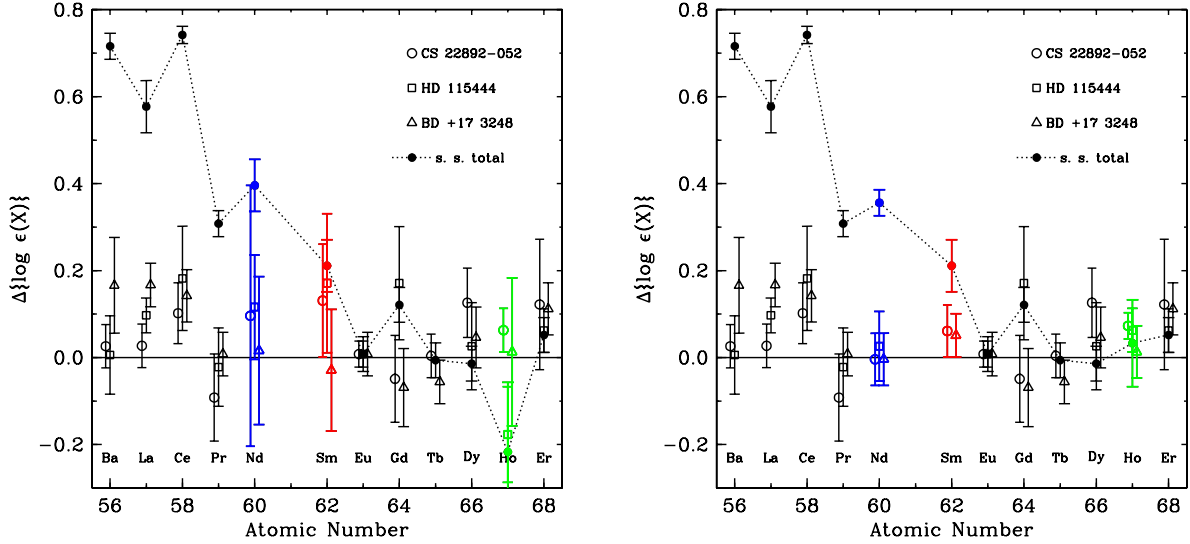 0.8
0.6
0.4
0.2
0.0
−0.2
Δ{log ε(X)}
CS 22892−052
HD 115444
BD +17 3248
s. s. total
Ba La Ce Pr Nd Sm Eu Gd Tb Dy Ho Er
56 58 60 62 64 66 68
Atomic Number
0.8
0.6
0.4
0.2
0.0
−0.2
Δ{log ε(X)}
CS 22892−052
HD 115444
BD +17 3248
s. s. total
Ba La Ce Pr Nd Sm Eu Gd Tb Dy Ho Er
56 58 60 62 64 66 68
Atomic Number